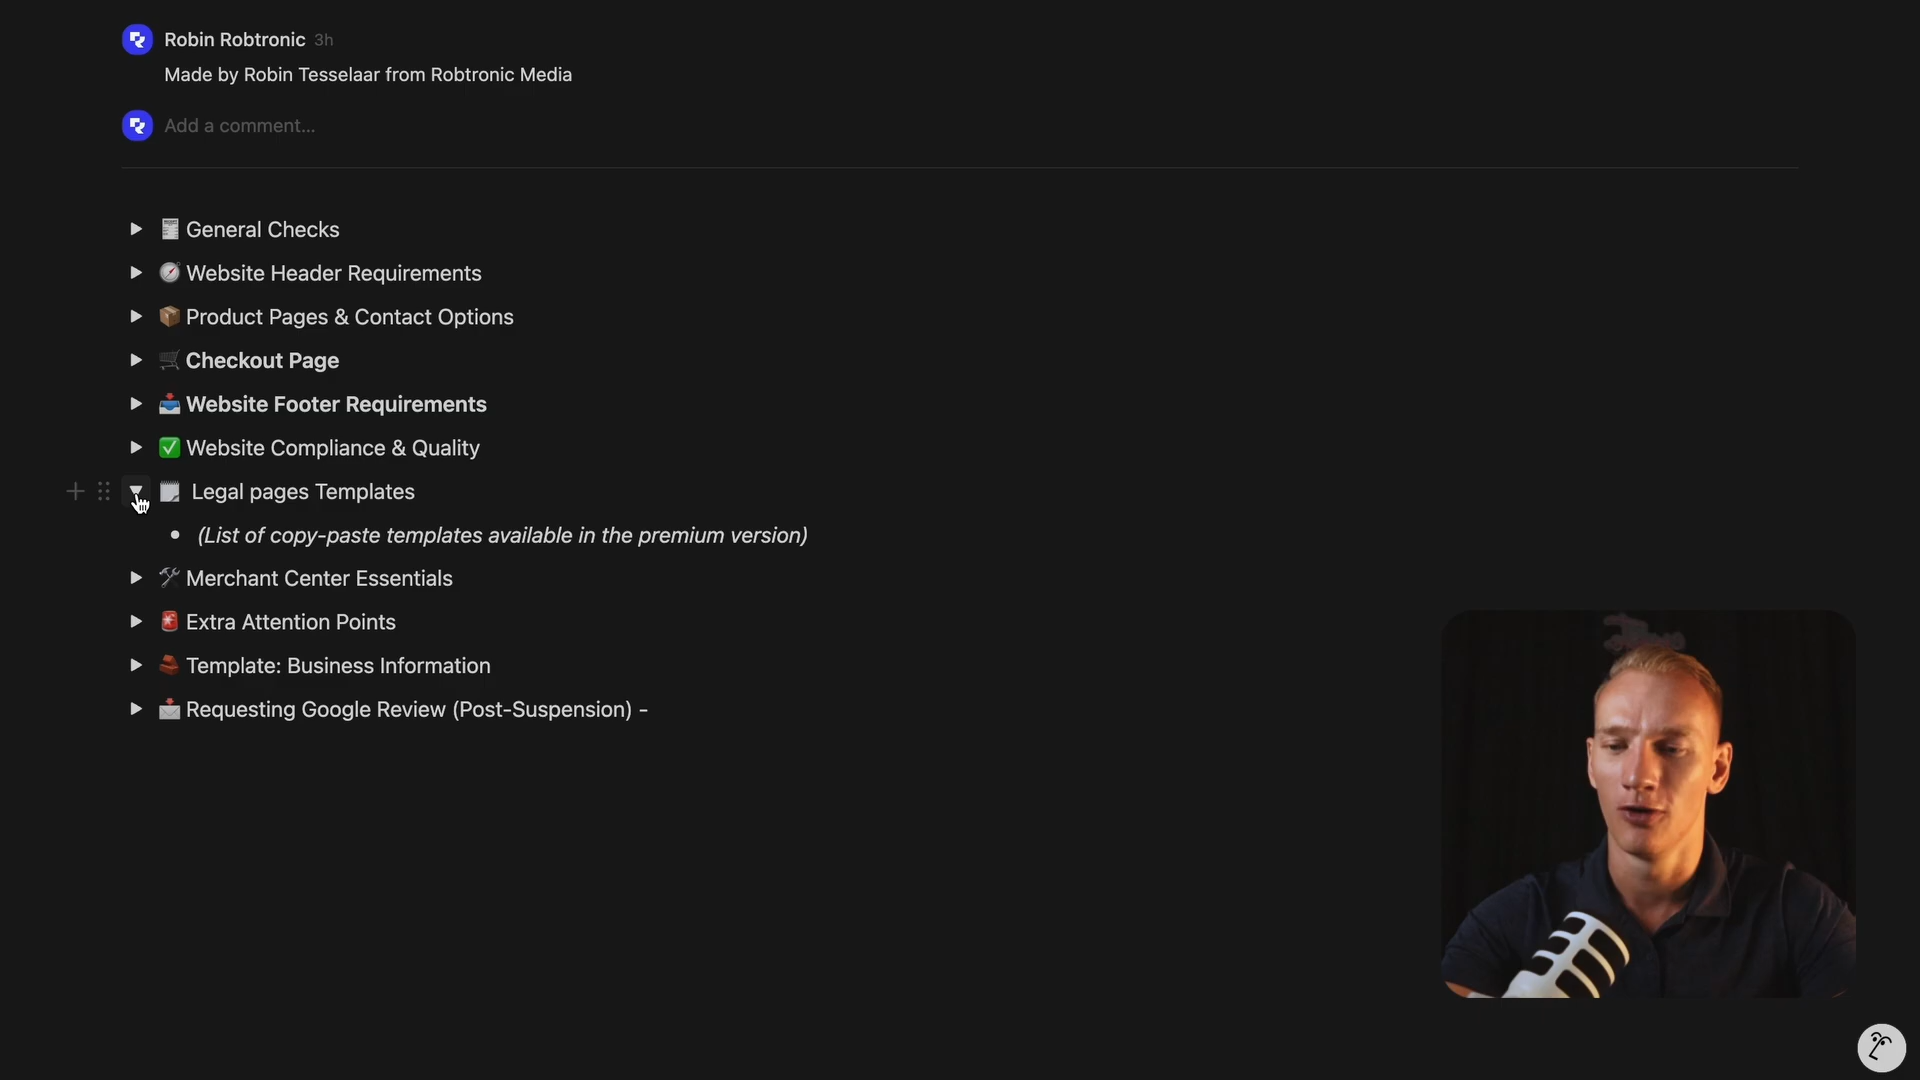 Robin Robtronic 3h
Made by Robin Tesselaar from Robtronic Media
Add a comment...
General Checks
Website Header Requirements
Product Pages & Contact Options
Checkout Page
Website Footer Requirements
Website Compliance & Quality
Legal pages Templates
(List of copy-paste templates available in the premium version)
Merchant Center Essentials
Extra Attention Points
Template: Business Information
Requesting Google Review (Post-Suspension) -